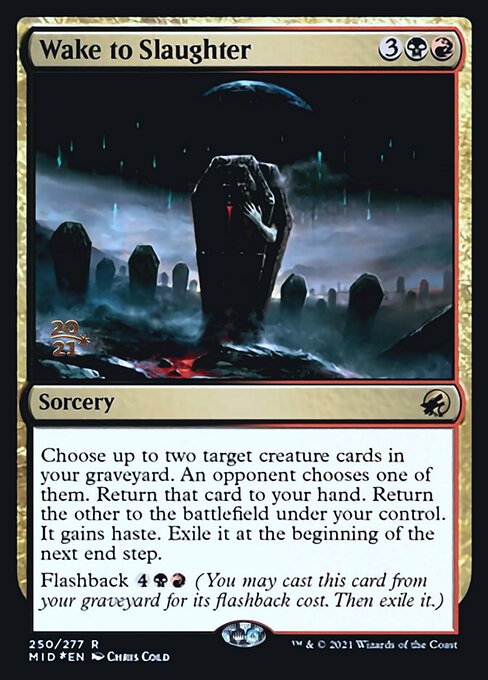 Wake to Slaughter 3
20
21
Sorcery
Choose up to two target creature cards in
your graveyard. An opponent chooses one of
them. Return that card to your hand. Return
the other to the battlefield under your control.
It gains haste. Exile it at the beginning of the
next end step.
Flashback 4 (You may cast this card from
your graveyard for its flashback cost. Then exile it.)
250/277 R
MID★EN Chris Cold
™ & © 2021 Wizards of the Coast